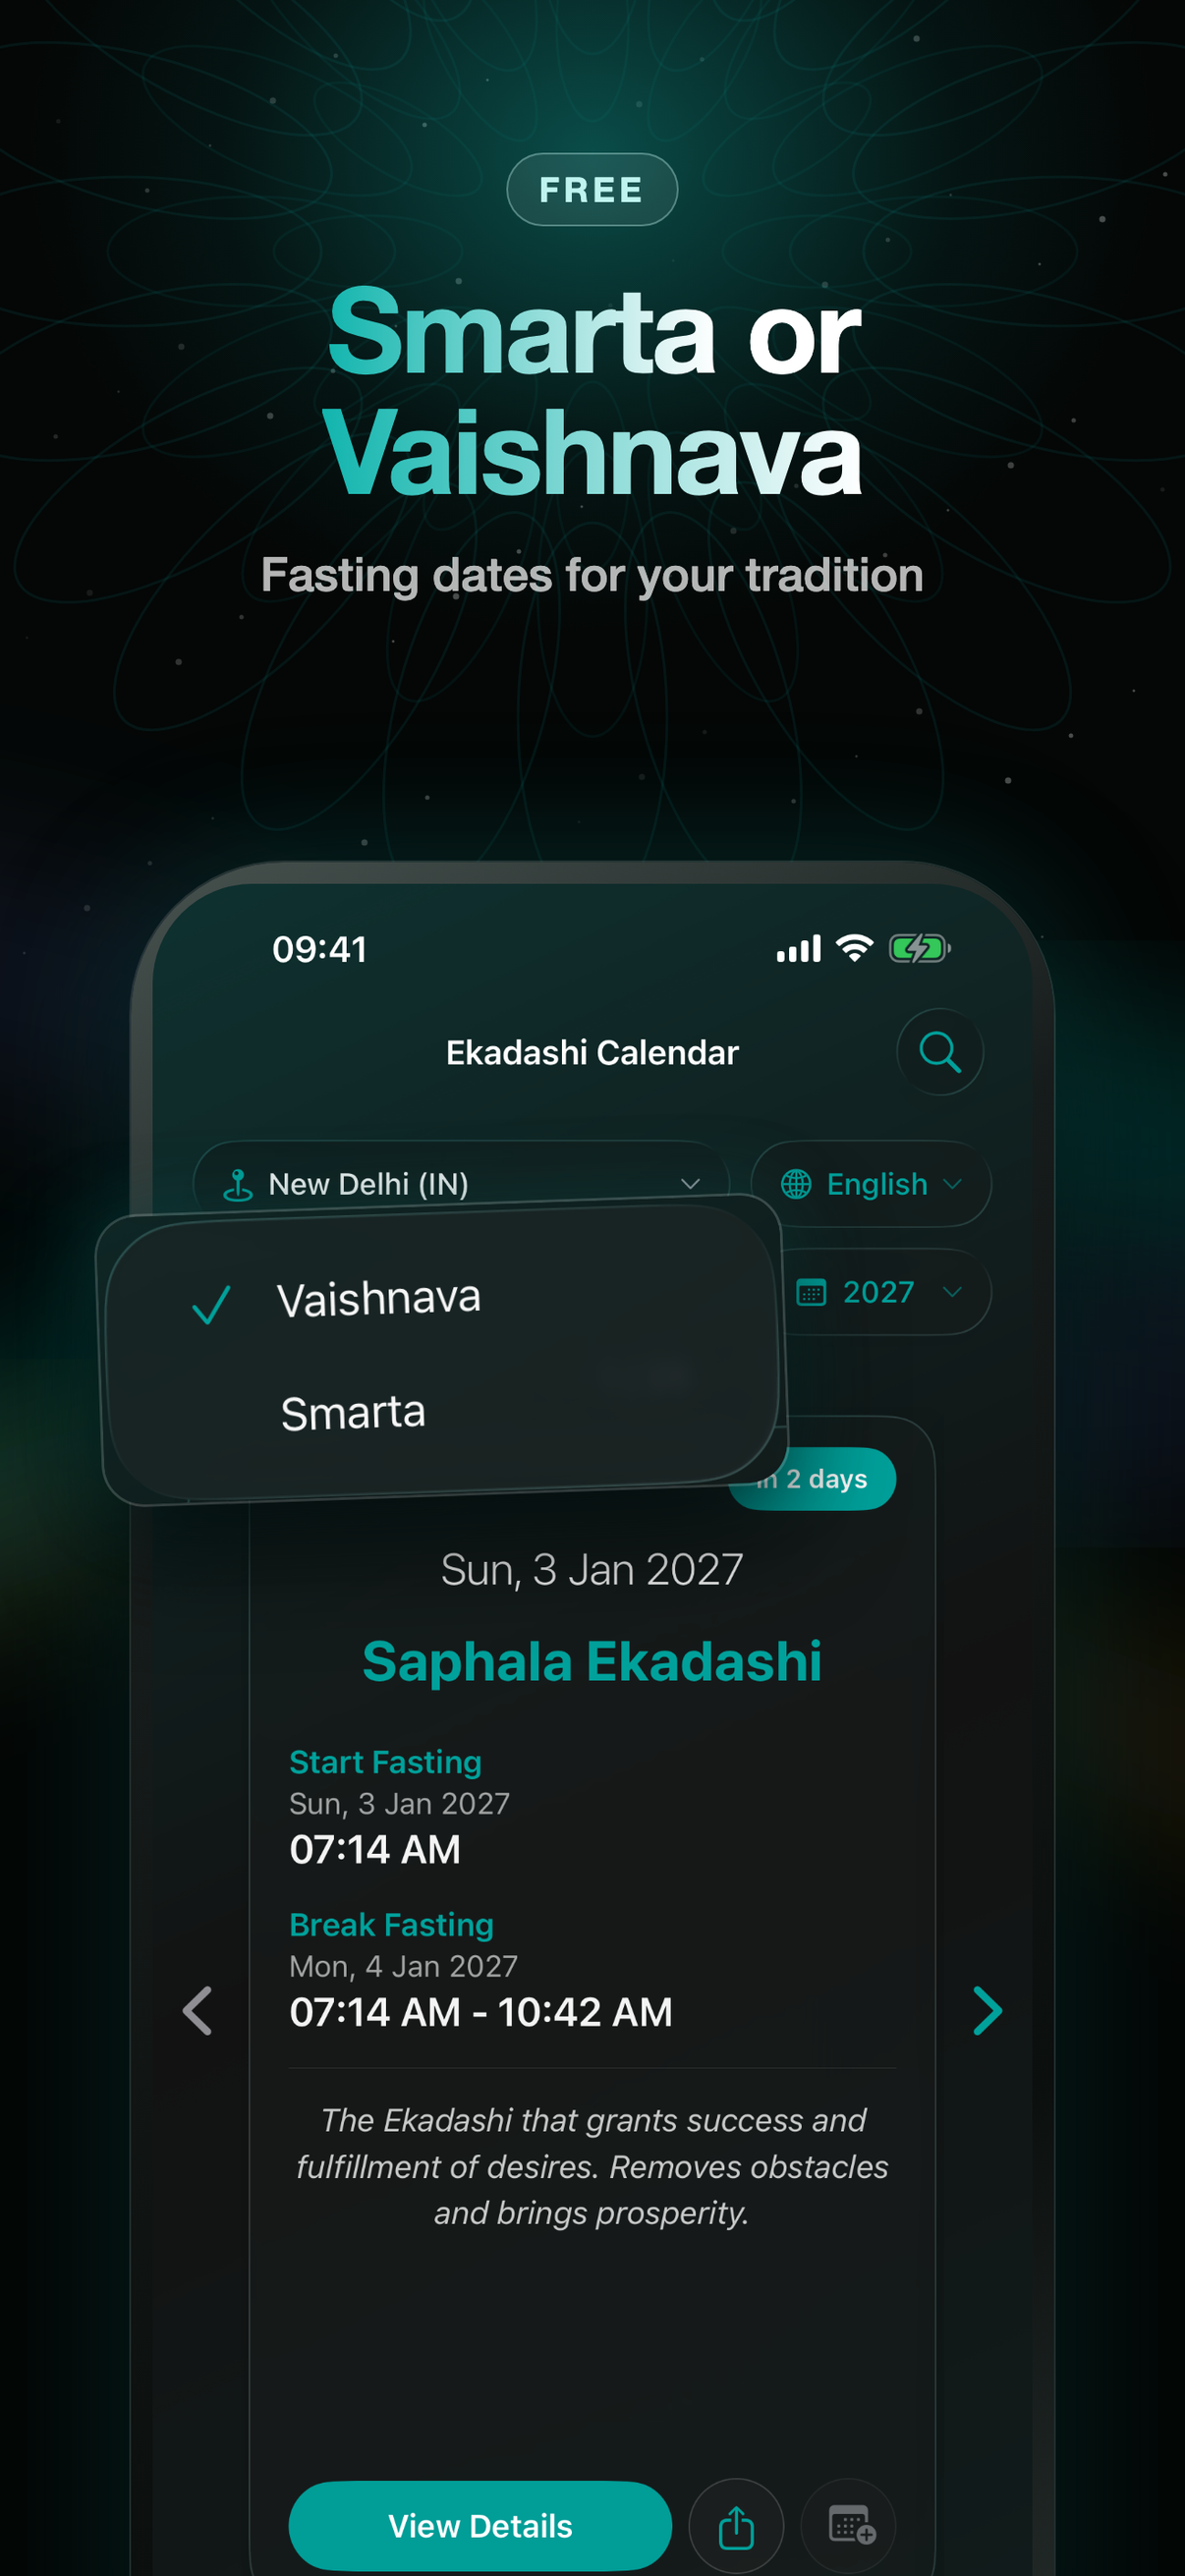 FREE
Smarta or
Vaishnava
Fasting dates for your tradition
09:41
Ekadashi Calendar
New Delhi (IN)
English
Vaishnava
2027
Smarta
in 2 days
Sun, 3 Jan 2027
Saphala Ekadashi
Start Fasting
Sun, 3 Jan 2027
07:14 AM
Break Fasting
Mon, 4 Jan 2027
07:14 AM - 10:42 AM
The Ekadashi that grants success and
fulfillment of desires. Removes obstacles
and brings prosperity.
View Details